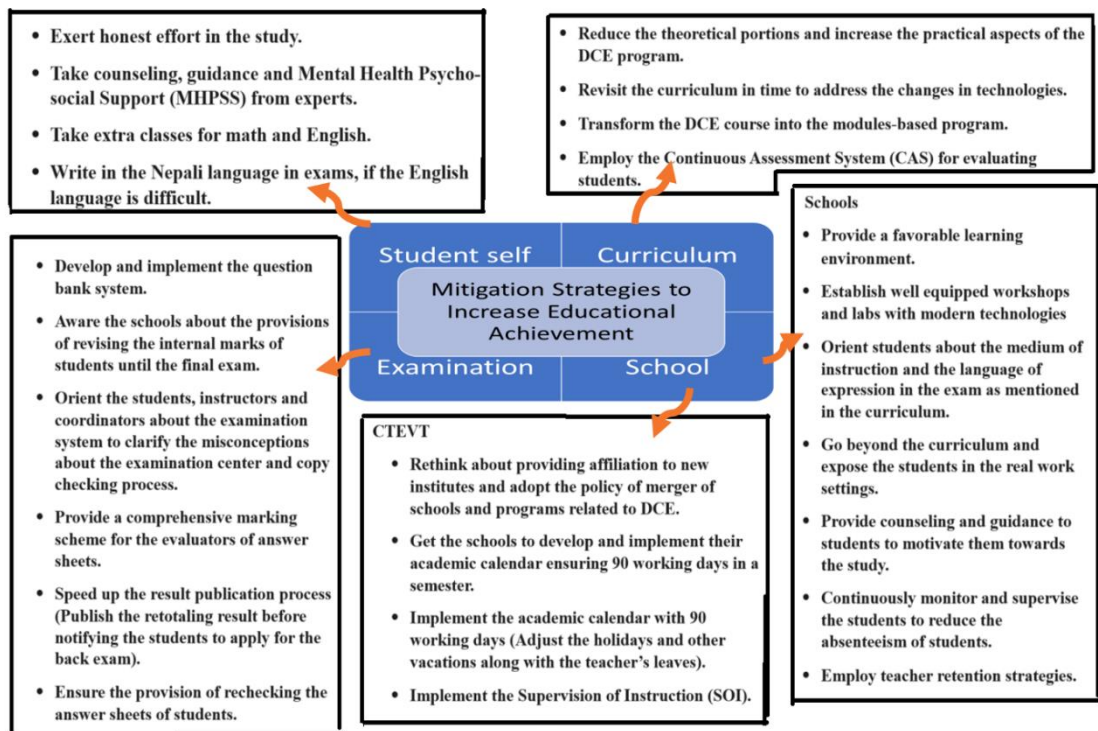 • Exert honest effort in the study.
• Take counseling, guidance and Mental Health Psycho-
social Support (MHPSS) from experts.
• Take extra classes for math and English.
• Write in the Nepali language in exams, if the English
language is difficult.
• Reduce the theoretical portions and increase the practical aspects of the
DCE program.
• Revisit the curriculum in time to address the changes in technologies.
• Transform the DCE course into the modules-based program.
• Employ the Continuous Assessment System (CAS) for evaluating
students.
Student self
Curriculum
Mitigation Strategies to
Increase Educational
Achievement
Examination
School
• Develop and implement the question
bank system.
• Aware the schools about the provisions
of revising the internal marks of
students until the final exam.
• Orient the students, instructors and
coordinators about the examination
system to clarify the misconceptions
about the examination center and copy
checking process.
• Provide a comprehensive marking
scheme for the evaluators of answer
sheets.
• Speed up the result publication process
(Publish the retotaling result before
notifying the students to apply for the
back exam).
• Ensure the provision of rechecking the
answer sheets of students.
CTEVT
• Rethink about providing affiliation to new
institutes and adopt the policy of merger of
schools and programs related to DCE.
• Get the schools to develop and implement their
academic calendar ensuring 90 working days in a
semester.
• Implement the academic calendar with 90
working days (Adjust the holidays and other
vacations along with the teacher's leaves).
• Implement the Supervision of Instruction (SOI).
Schools
• Provide a favorable learning
environment.
• Establish well equipped workshops
and labs with modern technologies
• Orient students about the medium of
instruction and the language of
expression in the exam as mentioned
in the curriculum.
• Go beyond the curriculum and
expose the students in the real work
settings.
• Provide counseling and guidance to
students to motivate them towards
the study.
• Continuously monitor and supervise
the students to reduce the
absenteeism of students.
• Employ teacher retention strategies.